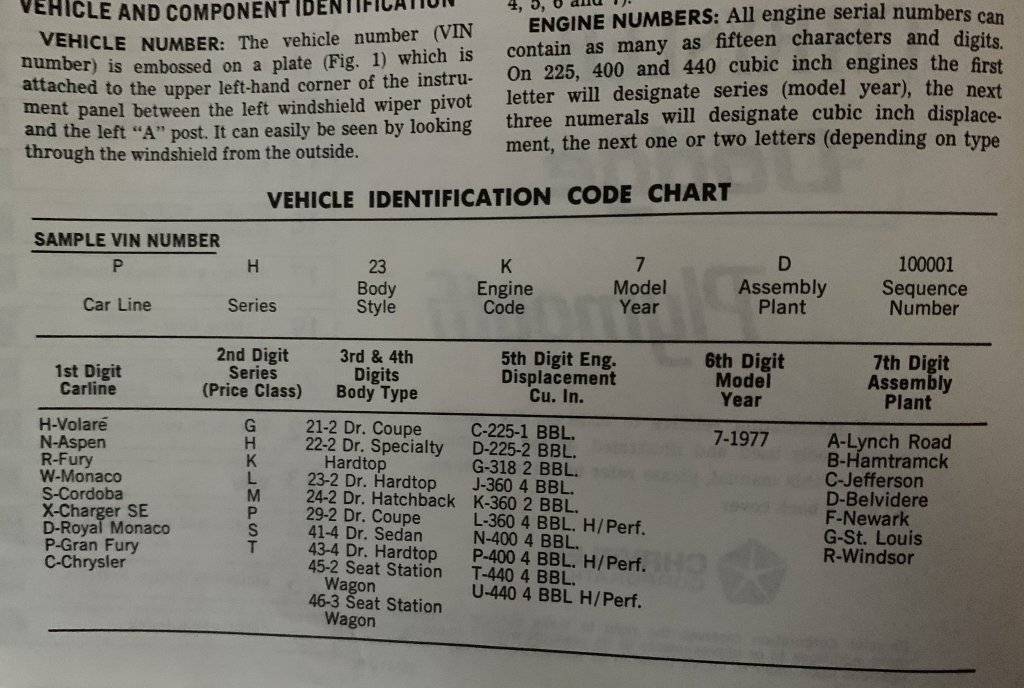 VEHICLE AND COMPONENT IDENTIFICATION
VEHICLE NUMBER: The vehicle number (VIN
number) is embossed on a plate (Fig. 1) which is
attached to the upper left-hand corner of the instru-
ment panel between the left windshield wiper pivot
and the left "A" post. It can easily be seen by looking
through the windshield from the outside.
4, 5, 6 and 7).
ENGINE NUMBERS: All engine serial numbers can
contain as many as fifteen characters and digits.
On 225, 400 and 440 cubic inch engines the first
letter will designate series (model year), the next
three numerals will designate cubic inch displace-
ment, the next one or two letters (depending on type
VEHICLE IDENTIFICATION CODE CHART
SAMPLE VIN NUMBER
P H 23 K 7 D 100001
Car Line Series Body Style Engine Code Model Year Assembly Plant Sequence Number
1st Digit
Carline
2nd Digit
Series
(Price Class)
3rd & 4th
Digits
Body Type
5th Digit Eng.
Displacement
Cu. In.
6th Digit
Model
Year
7th Digit
Assembly
Plant
H-Volaré
N-Aspen
R-Fury
W-Monaco
S-Cordoba
X-Charger SE
D-Royal Monaco
P-Gran Fury
C-Chrysler
G
H
K
L
M
P
S
T
21-2 Dr. Coupe
22-2 Dr. Specialty
Hardtop
23-2 Dr. Hardtop
24-2 Dr. Hatchback
29-2 Dr. Coupe
41-4 Dr. Sedan
43-4 Dr. Hardtop
45-2 Seat Station
Wagon
46-3 Seat Station
Wagon
C-225-1 BBL.
D-225-2 BBL.
G-318 2 BBL.
J-360 4 BBL.
K-360 2 BBL.
L-360 4 BBL. H/Perf.
N-400 4 BBL.
P-400 4 BBL. H/Perf.
T-440 4 BBL.
U-440 4 BBL H/Perf.
7-1977
A-Lynch Road
B-Hamtramck
C-Jefferson
D-Belvidere
F-Newark
G-St. Louis
R-Windsor